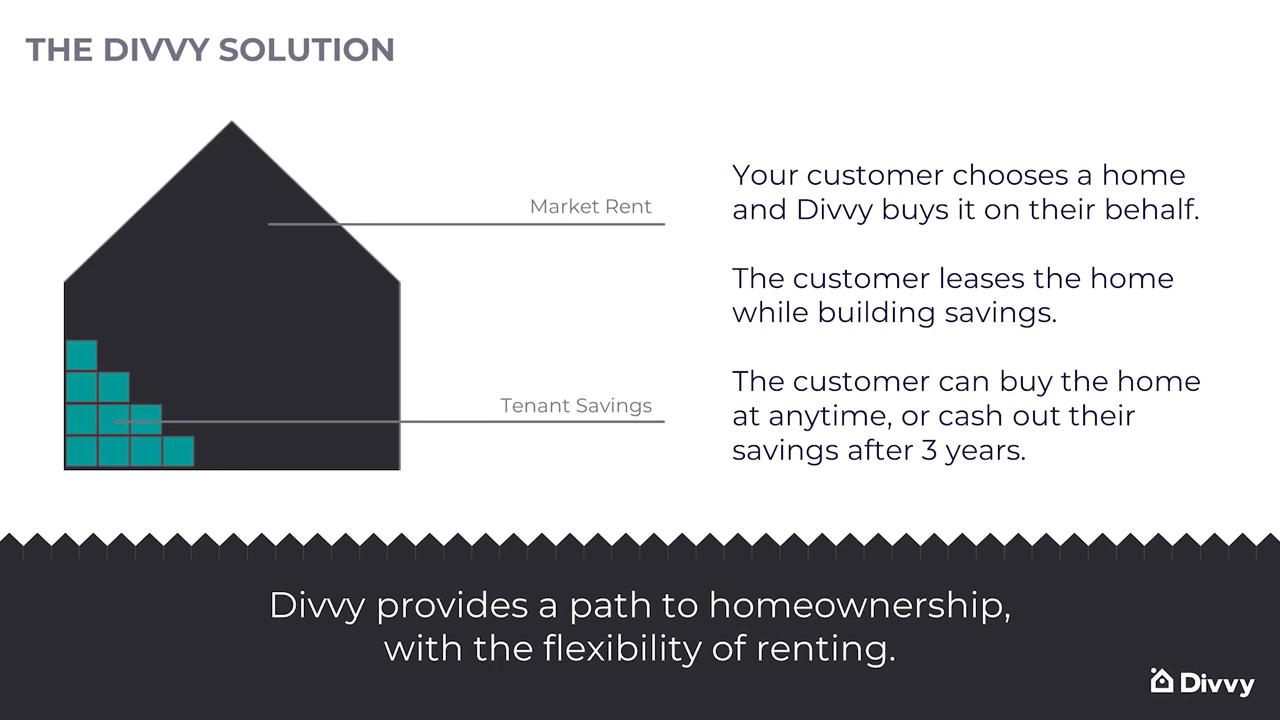 THE DIVVY SOLUTION
Market Rent
Tenant Savings
Your customer chooses a home
and Divvy buys it on their behalf.
The customer leases the home
while building savings.
The customer can buy the home
at anytime, or cash out their
savings after 3 years.
Divvy provides a path to homeownership,
with the flexibility of renting.
Divvy